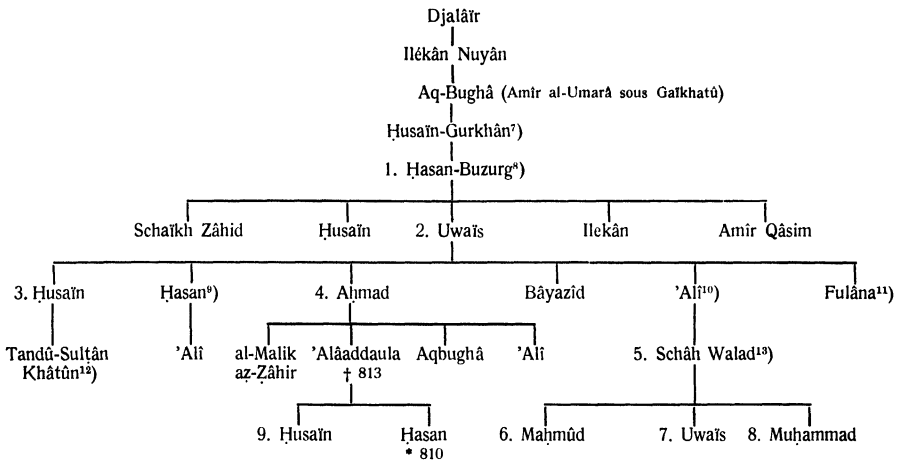 Djalâïr
Ilékân Nuyân
Aq-Bughâ (Amîr al-Umarâ sous Gaïkhatû)
Ḥusaïn-Gurkhân⁷)
1. Ḥasan-Buzurg⁸)
Schaïkh Zâhid Ḥusaïn 2. Uwaïs Ilekân Amîr Qâsim
3. Ḥusaïn Ḥasan⁹) 4. Aḥmad Bâyazîd ’Alî¹⁰) Fulâna¹¹)
Tandû-Sulṭân ’Alî al-Malik ’Alâaddaula Aqbughâ ’Alî 5. Schâh Walad¹³)
Khâtûn¹²) aẓ-Ẓâhir † 813
9. Ḥusaïn Ḥasan 6. Maḥmûd 7. Uwaïs 8. Muḥammad
* 810